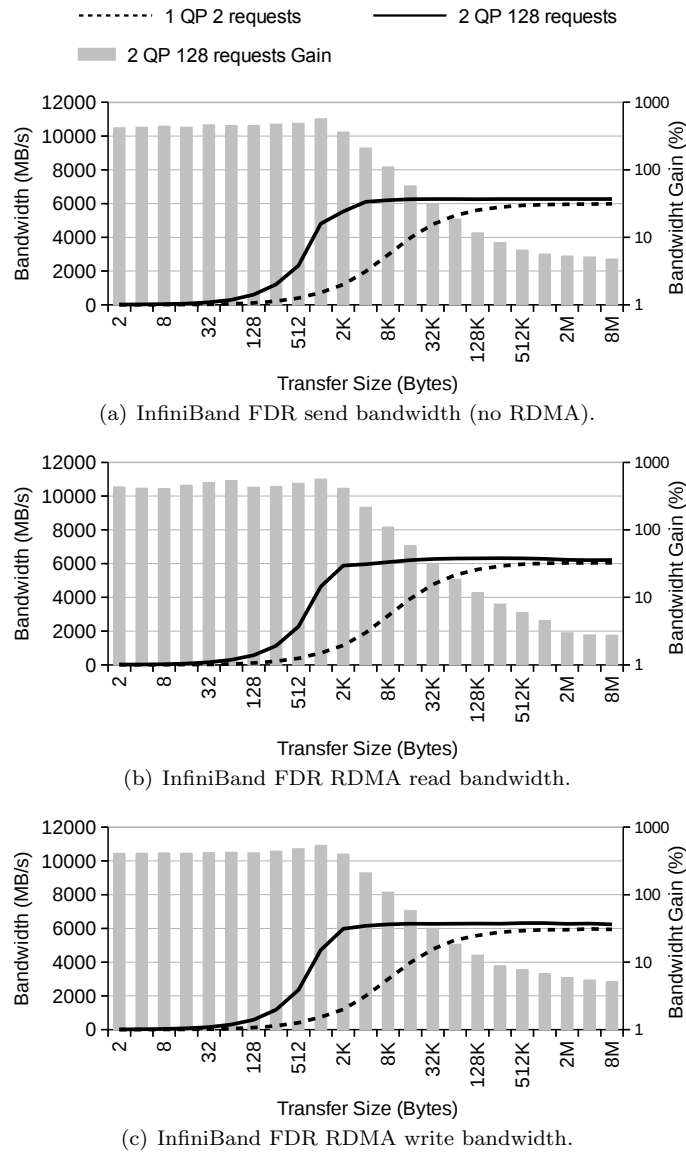 1 QP 2 requests 2 QP 128 requests
2 QP 128 requests Gain
12000
10000
8000
6000
4000
2000
0
Bandwidth (MB/s)
1000
100
10
1
Bandwidht Gain (%)
2 8 32 128 512 2K 8K 32K 128K 512K 2M 8M
Transfer Size (Bytes)
(a) InfiniBand FDR send bandwidth (no RDMA).
12000
10000
8000
6000
4000
2000
0
Bandwidth (MB/s)
1000
100
10
1
Bandwidht Gain (%)
2 8 32 128 512 2K 8K 32K 128K 512K 2M 8M
Transfer Size (Bytes)
(b) InfiniBand FDR RDMA read bandwidth.
12000
10000
8000
6000
4000
2000
0
Bandwidth (MB/s)
1000
100
10
1
Bandwidht Gain (%)
2 8 32 128 512 2K 8K 32K 128K 512K 2M 8M
Transfer Size (Bytes)
(c) InfiniBand FDR RDMA write bandwidth.